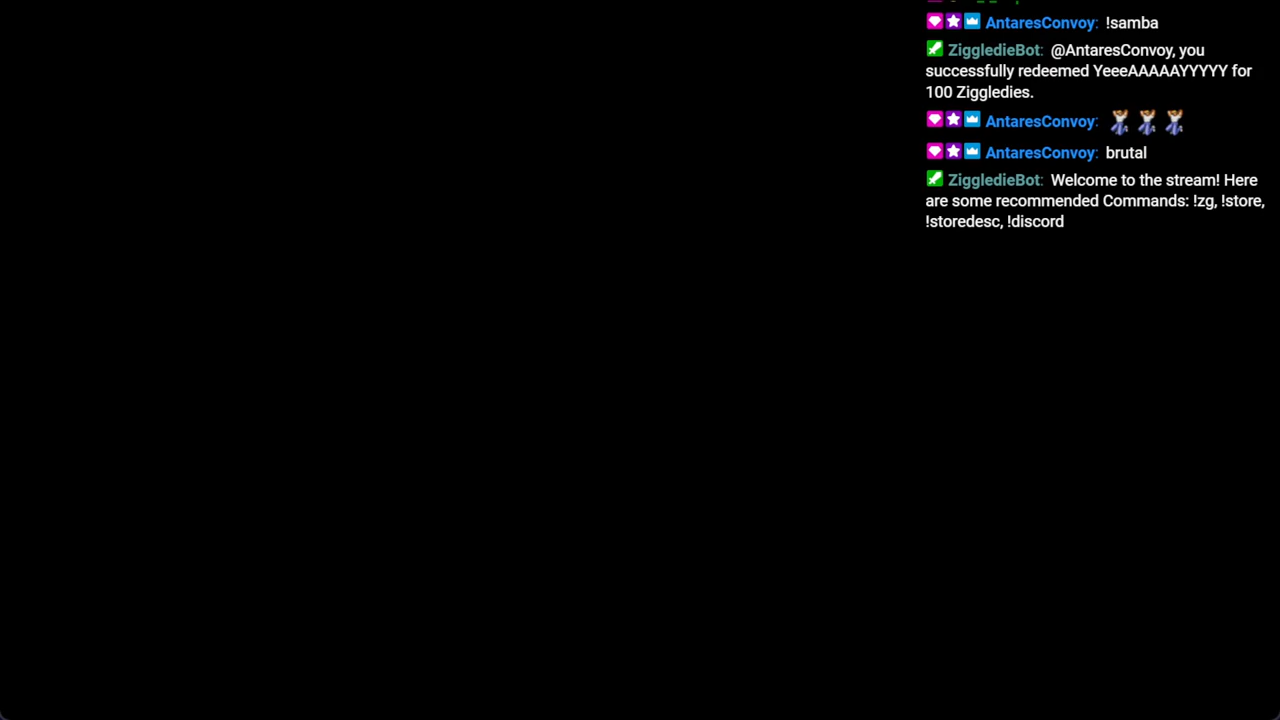 AntaresConvoy: !samba
ZiggledieBot: @AntaresConvoy, you
successfully redeemed YeeeAAAAAYYYYY for
100 Ziggledies.
AntaresConvoy:
AntaresConvoy: brutal
ZiggledieBot: Welcome to the stream! Here
are some recommended Commands: !zg, !store,
!storedesc, !discord